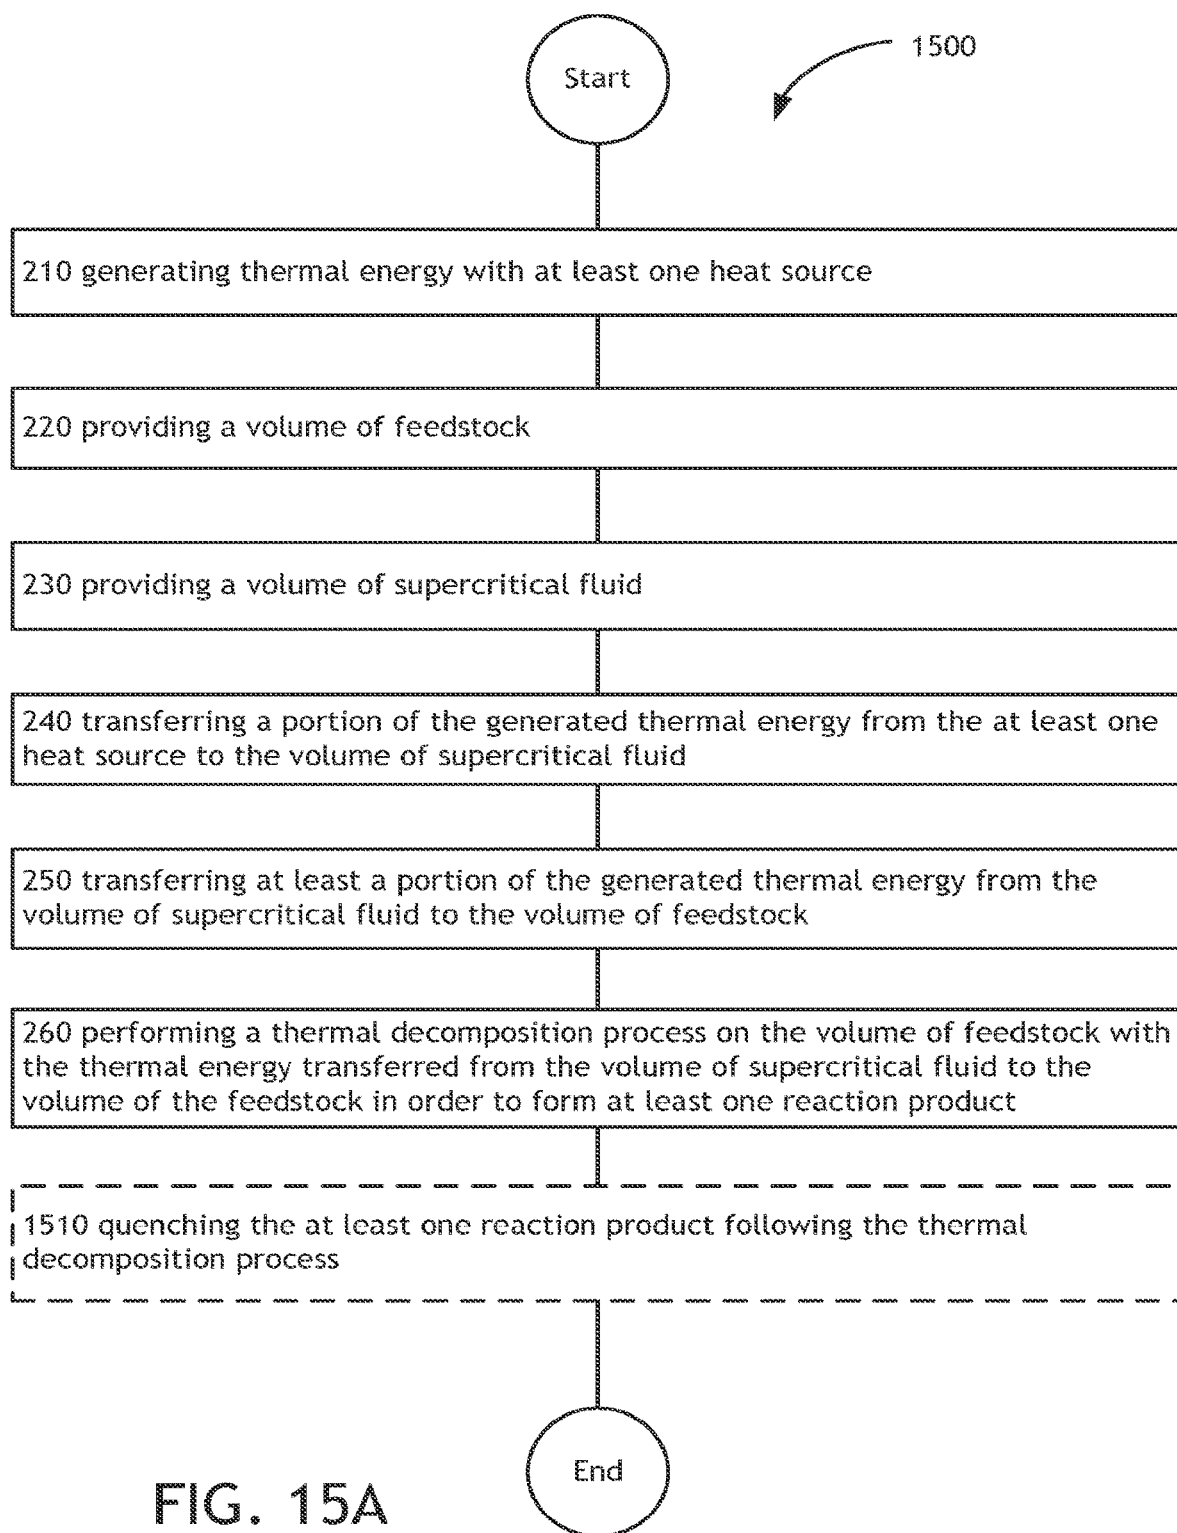 Start
1500
210 generating thermal energy with at least one heat source
220 providing a volume of feedstock
230 providing a volume of supercritical fluid
240 transferring a portion of the generated thermal energy from the at least one
heat source to the volume of supercritical fluid
250 transferring at least a portion of the generated thermal energy from the
volume of supercritical fluid to the volume of feedstock
260 performing a thermal decomposition process on the volume of feedstock with
the thermal energy transferred from the volume of supercritical fluid to the
volume of the feedstock in order to form at least one reaction product
1510 quenching the at least one reaction product following the thermal
decomposition process
End
FIG. 15A